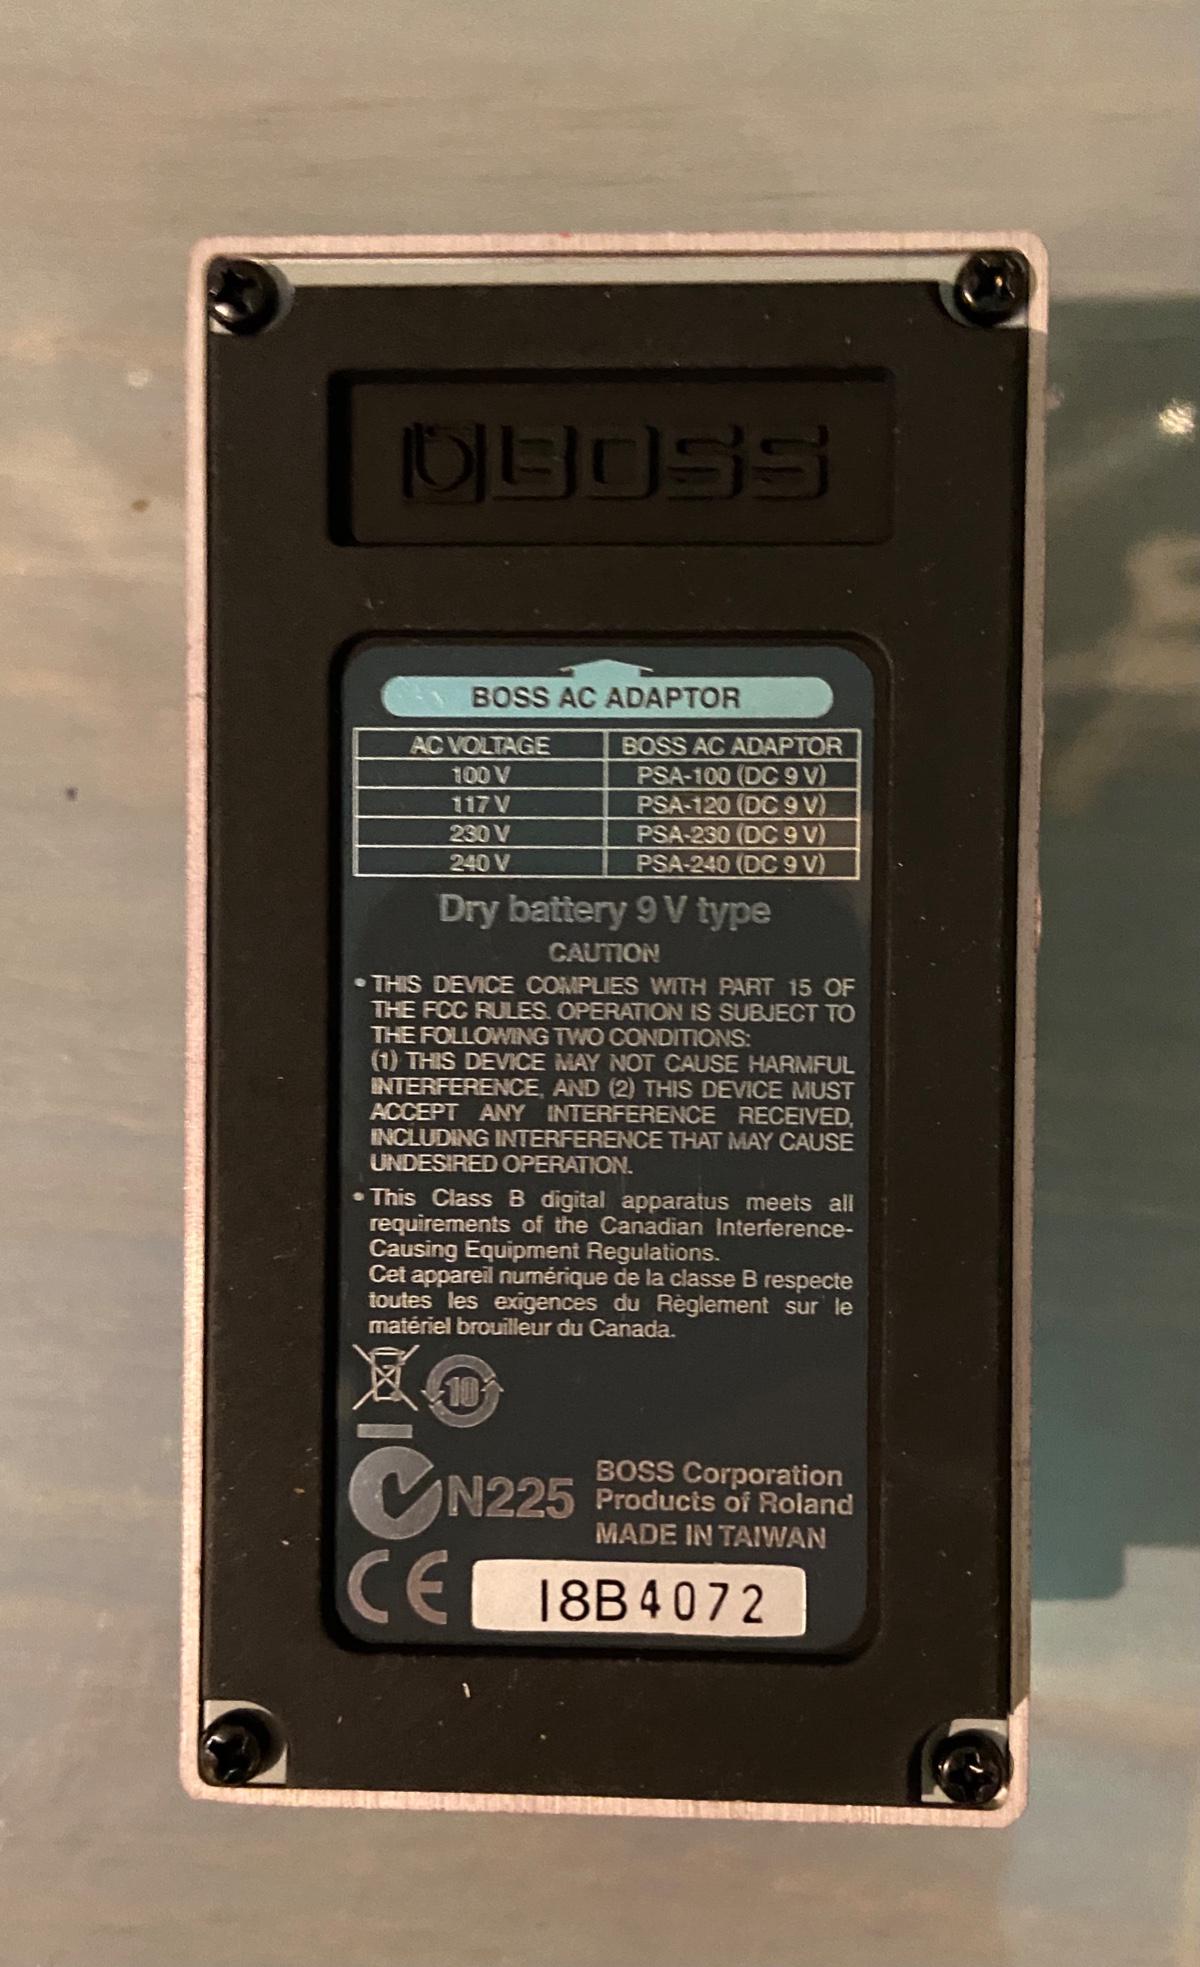 BOSS
BOSS AC ADAPTOR
AC VOLTAGE BOSS AC ADAPTOR
100 V PSA-100 (DC 9 V)
117 V PSA-120 (DC 9 V)
230 V PSA-230 (DC 9 V)
240 V PSA-240 (DC 9 V)
Dry battery 9 V type
CAUTION
• THIS DEVICE COMPLIES WITH PART 15 OF
THE FCC RULES. OPERATION IS SUBJECT TO
THE FOLLOWING TWO CONDITIONS:
(1) THIS DEVICE MAY NOT CAUSE HARMFUL
INTERFERENCE, AND (2) THIS DEVICE MUST
ACCEPT ANY INTERFERENCE RECEIVED,
INCLUDING INTERFERENCE THAT MAY CAUSE
UNDESIRED OPERATION.
• This Class B digital apparatus meets all
requirements of the Canadian Interference-
Causing Equipment Regulations.
Cet appareil numérique de la classe B respecte
toutes les exigences du Règlement sur le
matériel brouilleur du Canada.
10
N225
BOSS Corporation
Products of Roland
MADE IN TAIWAN
CE
I8B4072